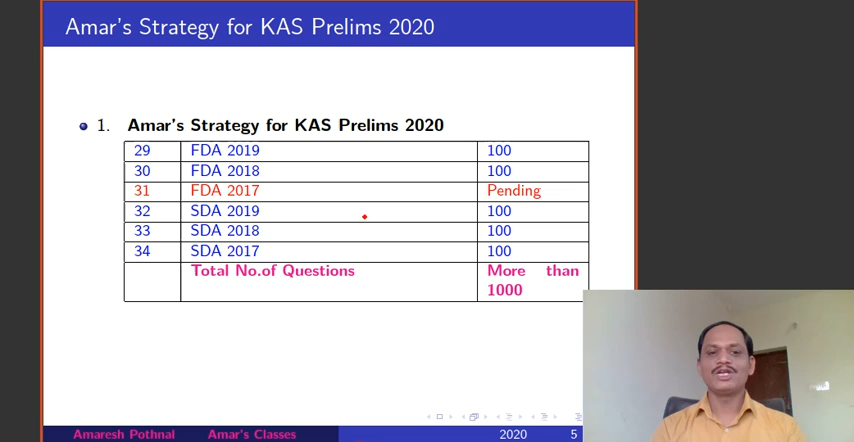 Amar's Strategy for KAS Prelims 2020
1. Amar's Strategy for KAS Prelims 2020
29 FDA 2019 100
30 FDA 2018 100
31 FDA 2017 Pending
32 SDA 2019 100
33 SDA 2018 100
34 SDA 2017 100
Total No.of Questions More than
1000
Amaresh Pothnal Amar's Classes 2020 5